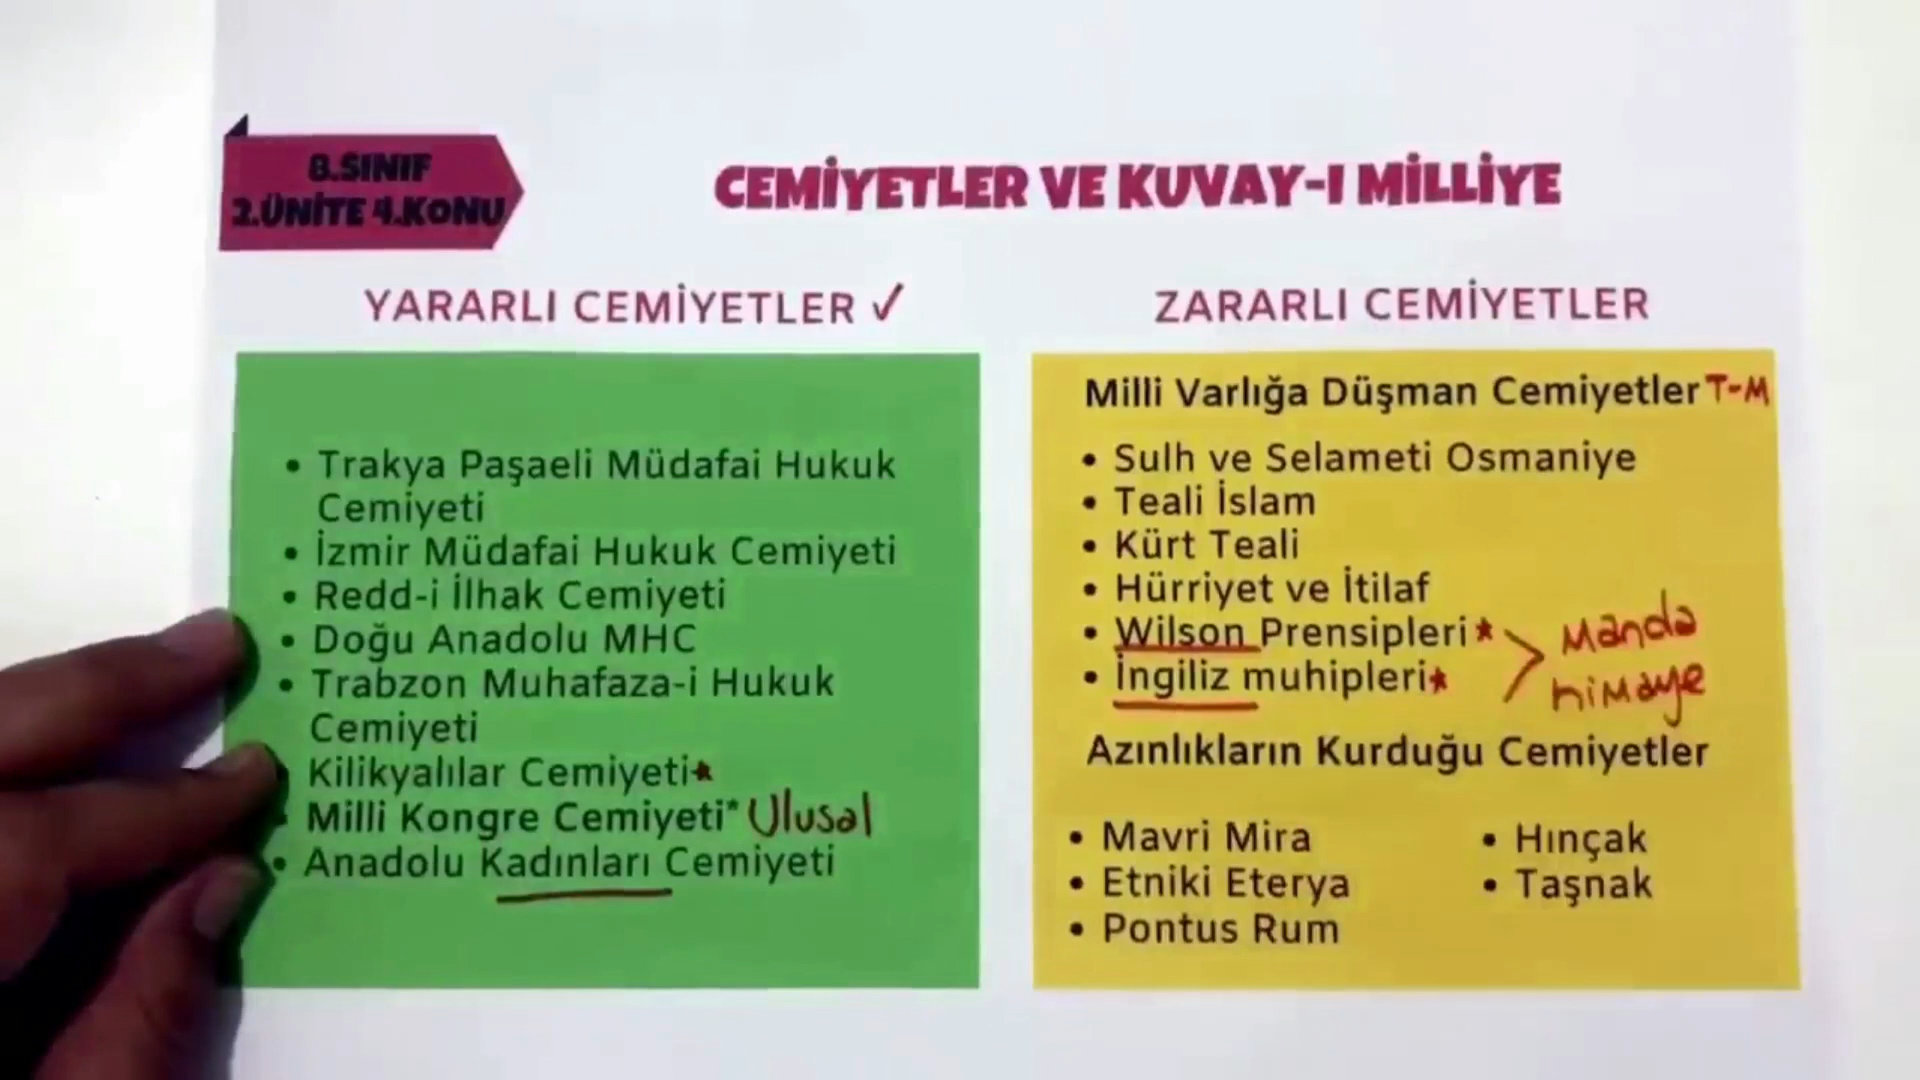 8.SINIF
2.ÜNİTE 4.KONU
CEMİYETLER VE KUVAY-I MİLLİYE
YARARLI CEMİYETLER ✓
• Trakya Paşaeli Müdafai Hukuk
Cemiyeti
• İzmir Müdafai Hukuk Cemiyeti
• Redd-i İlhak Cemiyeti
• Doğu Anadolu MHC
• Trabzon Muhafaza-i Hukuk
Cemiyeti
Kilikyalılar Cemiyeti★
• Milli Kongre Cemiyeti* Ulusal
• Anadolu Kadınları Cemiyeti
ZARARLI CEMİYETLER
Milli Varlığa Düşman Cemiyetler T-M
• Sulh ve Selameti Osmaniye
• Teali İslam
• Kürt Teali
• Hürriyet ve İtilaf
• Wilson Prensipleri★
• İngiliz muhipleri★
Manda
himaye
Azınlıkların Kurduğu Cemiyetler
• Mavri Mira
• Etniki Eterya
• Pontus Rum
• Hınçak
• Taşnak